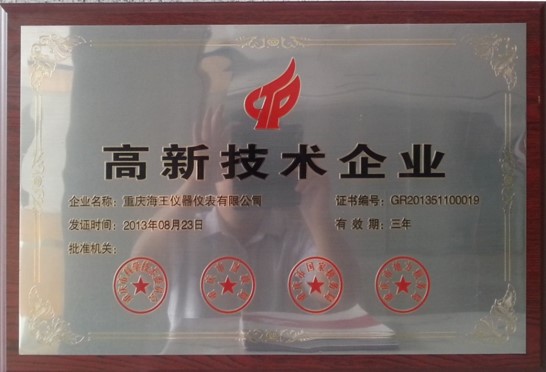 高新技术企业
企业名称：重庆海王仪器仪表有限公司
证书编号：GR201351100019
发证时间：2013年08月23日
有 效 期：三年
批准机关：